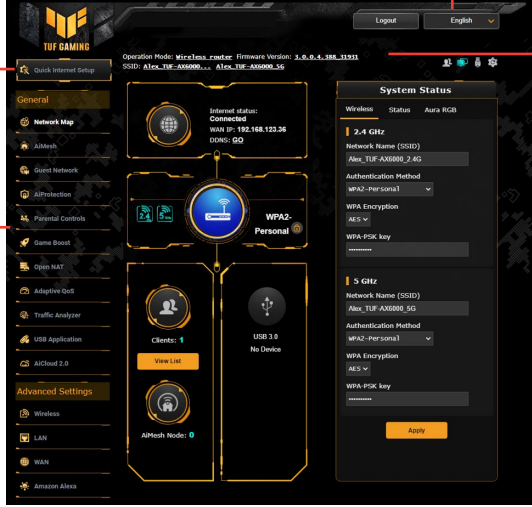 TUF GAMING
Logout
English
Operation Mode: Wireless router Firmware Version: 3.0.0.4.388_31931
SSID: Alex_TUF-AX6000... Alex_TUF-AX6000_5G
Quick Internet Setup
General
Network Map
AiMesh
Guest Network
AiProtection
Parental Controls
Game Boost
Open NAT
Adaptive QoS
Traffic Analyzer
USB Application
AiCloud 2.0
Advanced Settings
Wireless
LAN
WAN
Amazon Alexa
Internet status:
Connected
WAN IP: 192.168.123.36
DDNS: GO
2.4
WPA2-
Personal
Clients: 1
View List
AiMesh Node: 0
USB 3.0
No Device
System Status
Wireless Status Aura RGB
2.4 GHz
Network Name (SSID)
Alex_TUF-AX6000_2.4G
Authentication Method
WPA2-Personal
WPA Encryption
AES
WPA-PSK key
••••••••••
5 GHz
Network Name (SSID)
Alex_TUF-AX6000_5G
Authentication Method
WPA2-Personal
WPA Encryption
AES
WPA-PSK key
••••••••••
Apply